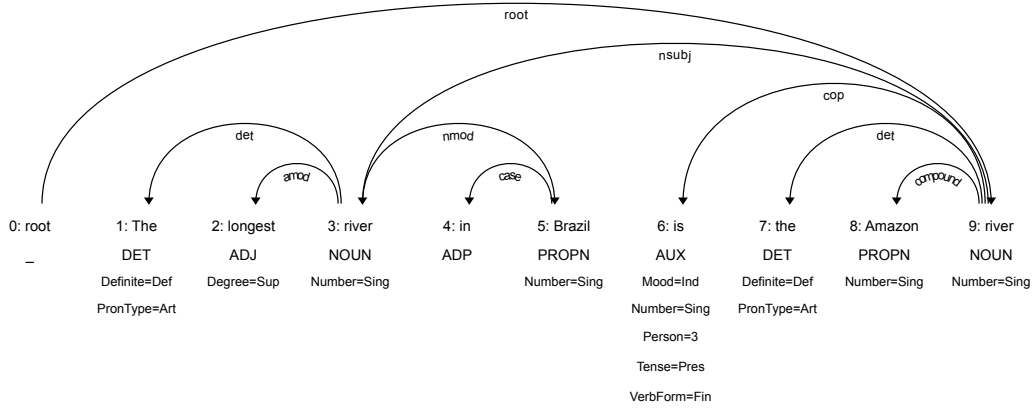 root
nsubj
cop
det nmod det
amod case compound
0: root 1: The 2: longest 3: river 4: in 5: Brazil 6: is 7: the 8: Amazon 9: river
_ DET ADJ NOUN ADP PROPN AUX DET PROPN NOUN
Definite=Def Degree=Sup Number=Sing Number=Sing Mood=Ind Definite=Def Number=Sing Number=Sing
PronType=Art Number=Sing PronType=Art
Person=3
Tense=Pres
VerbForm=Fin